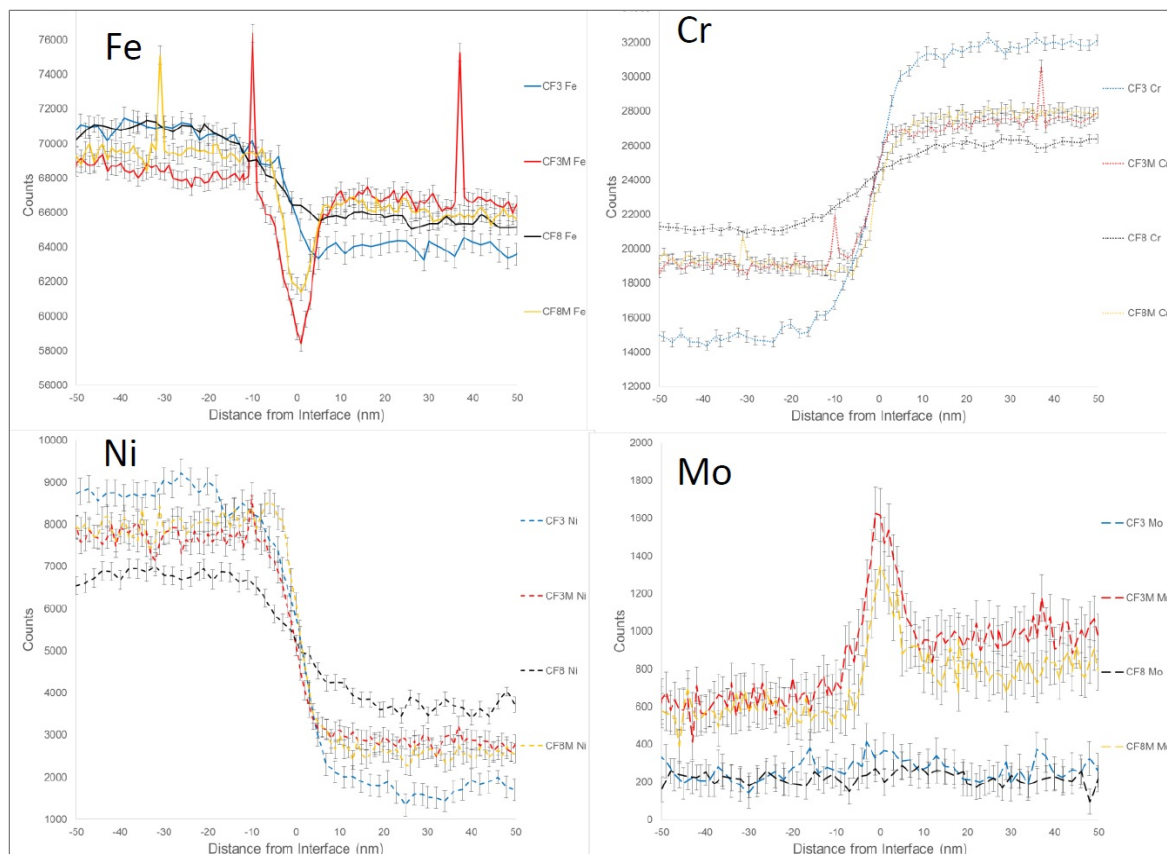 Fe
76000
74000
72000
70000
68000
66000
64000
62000
60000
58000
56000
Counts
-50 -40 -30 -20 -10 0 10 20 30 40 50
Distance from Interface (nm)
CF3 Fe
CF3M Fe
CF8 Fe
CF8M Fe
Cr
32000
30000
28000
26000
24000
22000
20000
18000
16000
14000
12000
Counts
-50 -40 -30 -20 -10 0 10 20 30 40 50
Distance from Interface (nm)
CF3 Cr
CF3M C
CF8 Cr
CF8M C
Ni
10000
9000
8000
7000
6000
5000
4000
3000
2000
1000
Counts
-50 -40 -30 -20 -10 0 10 20 30 40 50
Distance from Interface (nm)
CF3 Ni
CF3M Ni
CF8 Ni
CF8M Ni
Mo
2000
1800
1600
1400
1200
1000
800
600
400
200
0
Counts
-50 -40 -30 -20 -10 0 10 20 30 40 50
Distance from Interface (nm)
CF3 Mo
CF3M M
CF8 Mo
CF8M M